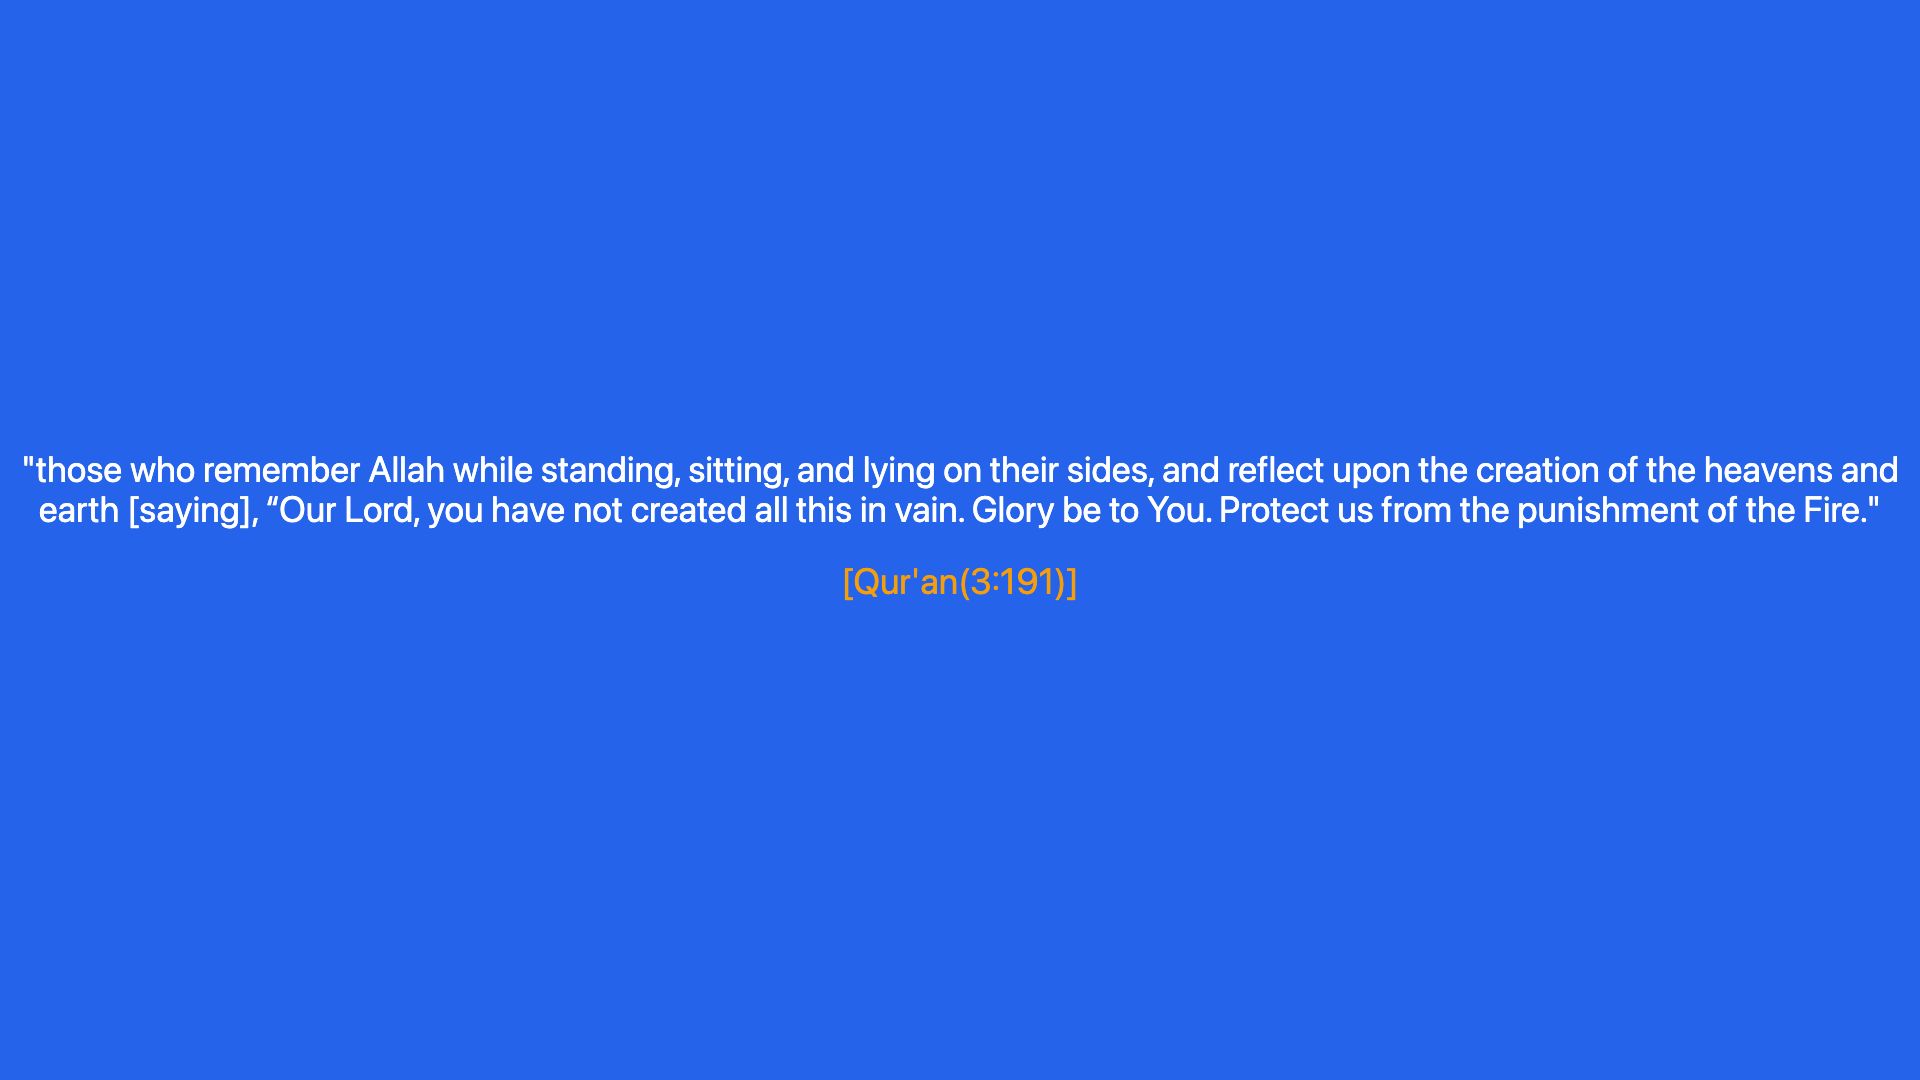 "those who remember Allah while standing, sitting, and lying on their sides, and reflect upon the creation of the heavens and
earth [saying], “Our Lord, you have not created all this in vain. Glory be to You. Protect us from the punishment of the Fire."
[Qur'an(3:191)]